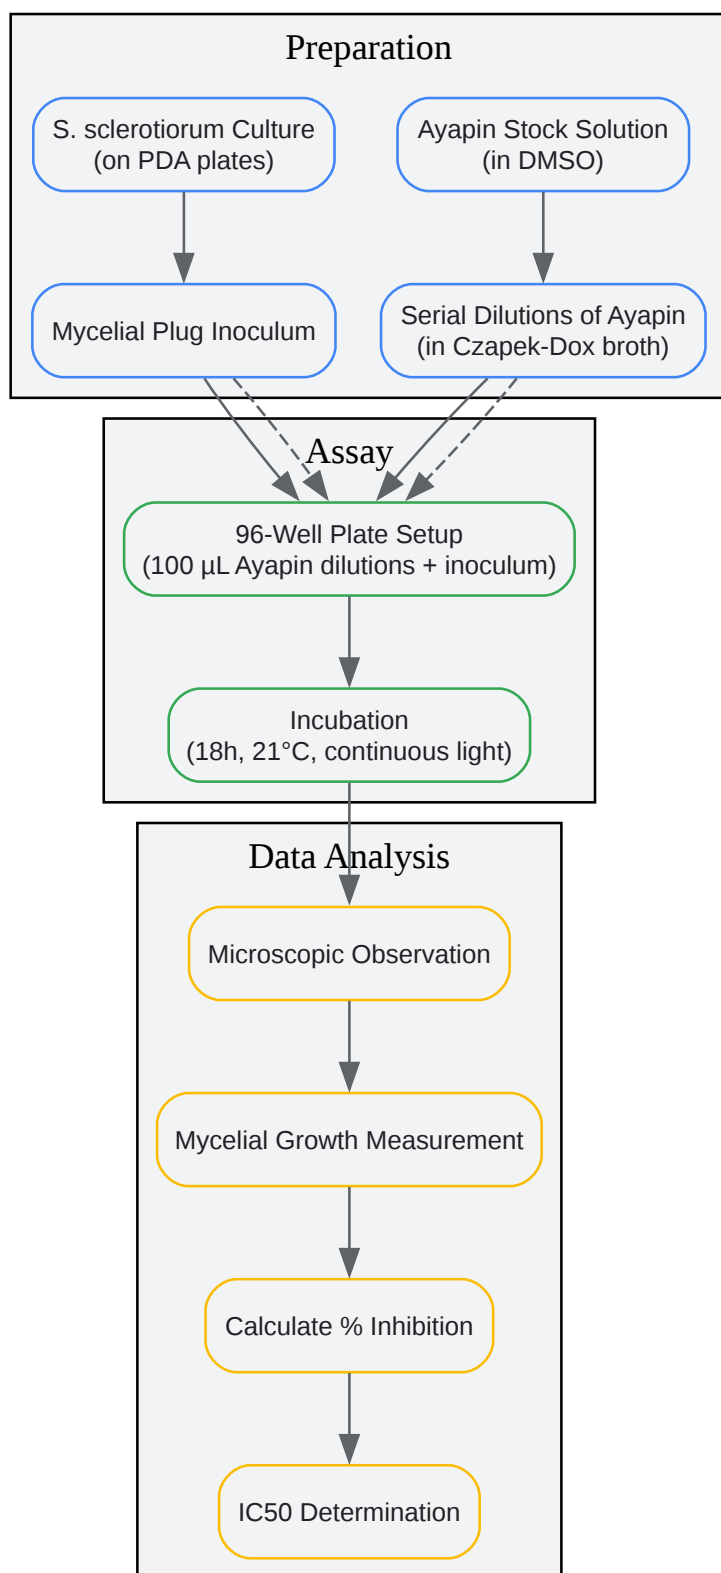 Preparation
S. sclerotiorum Culture
(on PDA plates)
Ayapin Stock Solution
(in DMSO)
Mycelial Plug Inoculum
Serial Dilutions of Ayapin
(in Czapek-Dox broth)
Assay
96-Well Plate Setup
(100 µL Ayapin dilutions + inoculum)
Incubation
(18h, 21°C, continuous light)
Data Analysis
Microscopic Observation
Mycelial Growth Measurement
Calculate % Inhibition
IC50 Determination